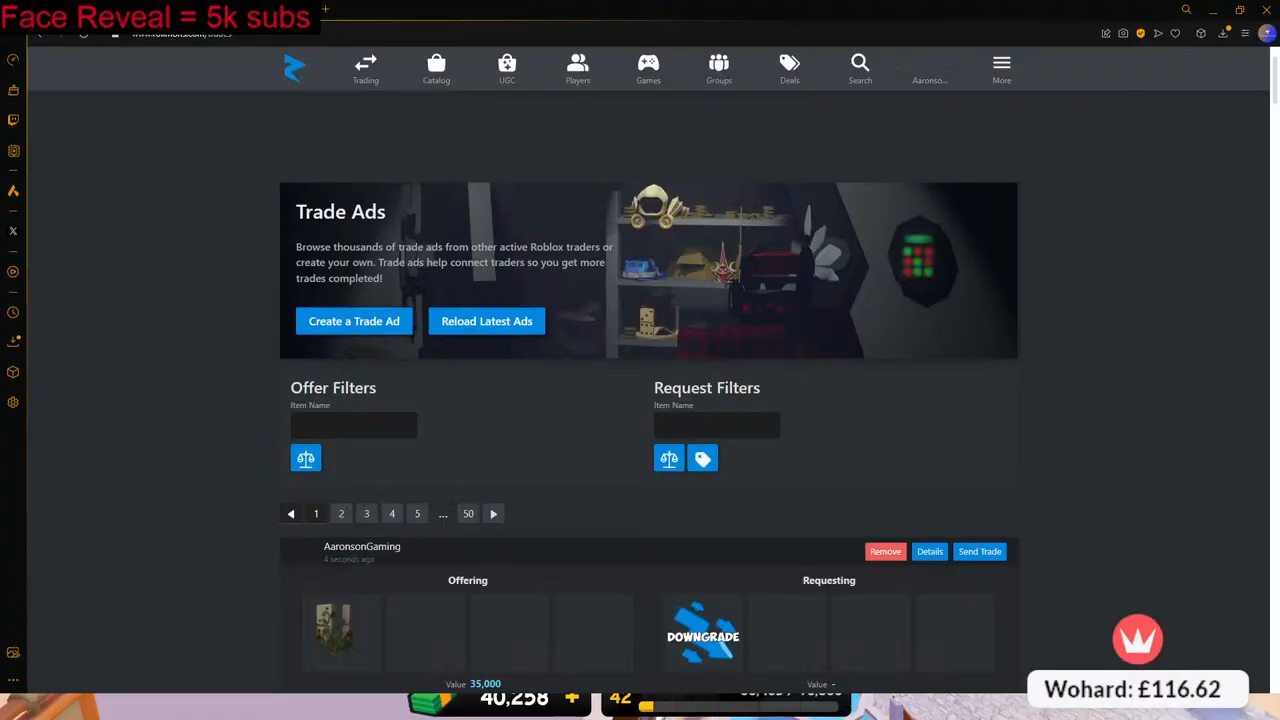 Face Reveal = 5k subs
Trading
Catalog
UGC
Players
Games
Groups
Deals
Search
Aaronso...
More
Trade Ads
Browse thousands of trade ads from other active Roblox traders or
create your own. Trade ads help connect traders so you get more
trades completed!
Create a Trade Ad
Reload Latest Ads
Offer Filters
Item Name
Request Filters
Item Name
1 2 3 4 5 ... 50
AaronsonGaming
4 seconds ago
Remove
Details
Send Trade
Offering
Requesting
DOWNGRADE
Value 35,000
Value -
40,258 +
42
Wohard: £116.62